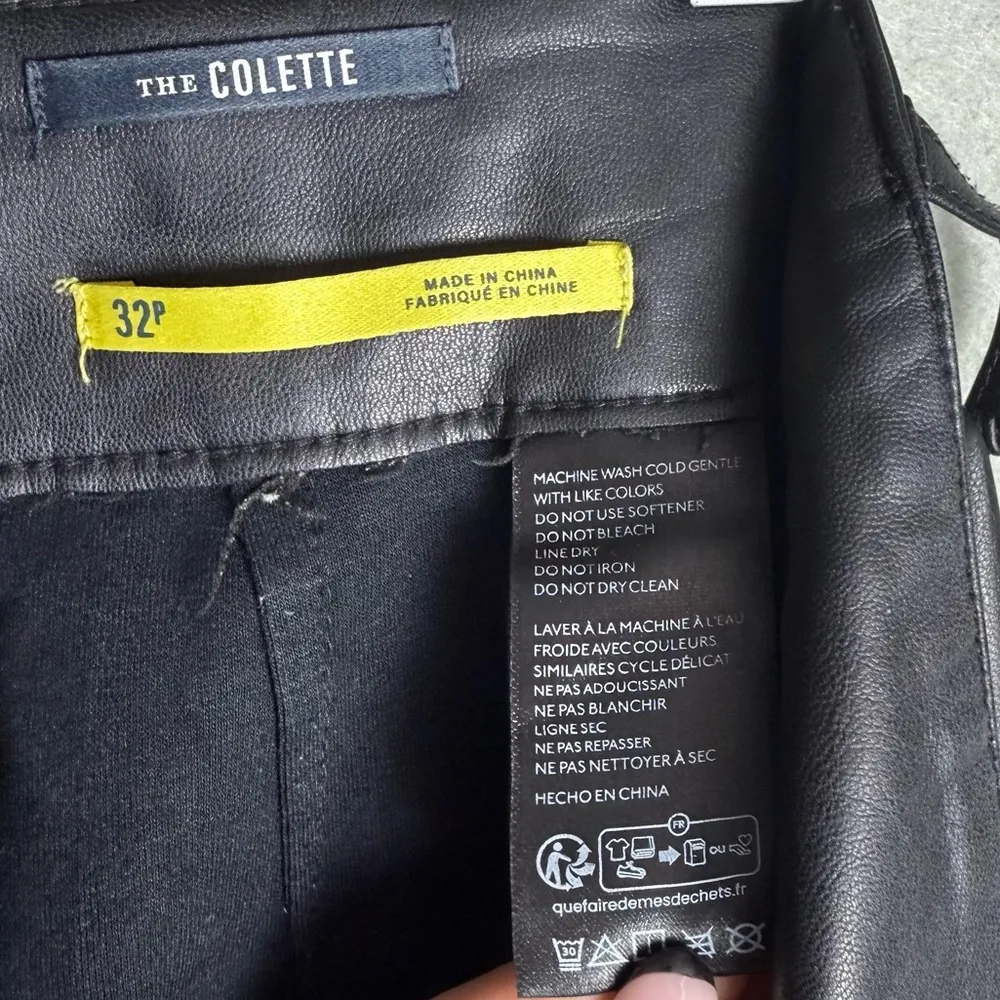 THE COLETTE
32P
MADE IN CHINA
FABRIQUÉ EN CHINE
MACHINE WASH COLD GENTLE
WITH LIKE COLORS
DO NOT USE SOFTENER
DO NOT BLEACH
LINE DRY
DO NOT IRON
DO NOT DRY CLEAN
LAVER À LA MACHINE À L'EAU
FROIDE AVEC COULEURS
SIMILAIRES CYCLE DÉLICAT
NE PAS ADOUCISSANT
NE PAS BLANCHIR
LIGNE SEC
NE PAS REPASSER
NE PAS NETTOYER À SEC
HECHO EN CHINA
FR
OU
quefairedemesdechets.fr
30